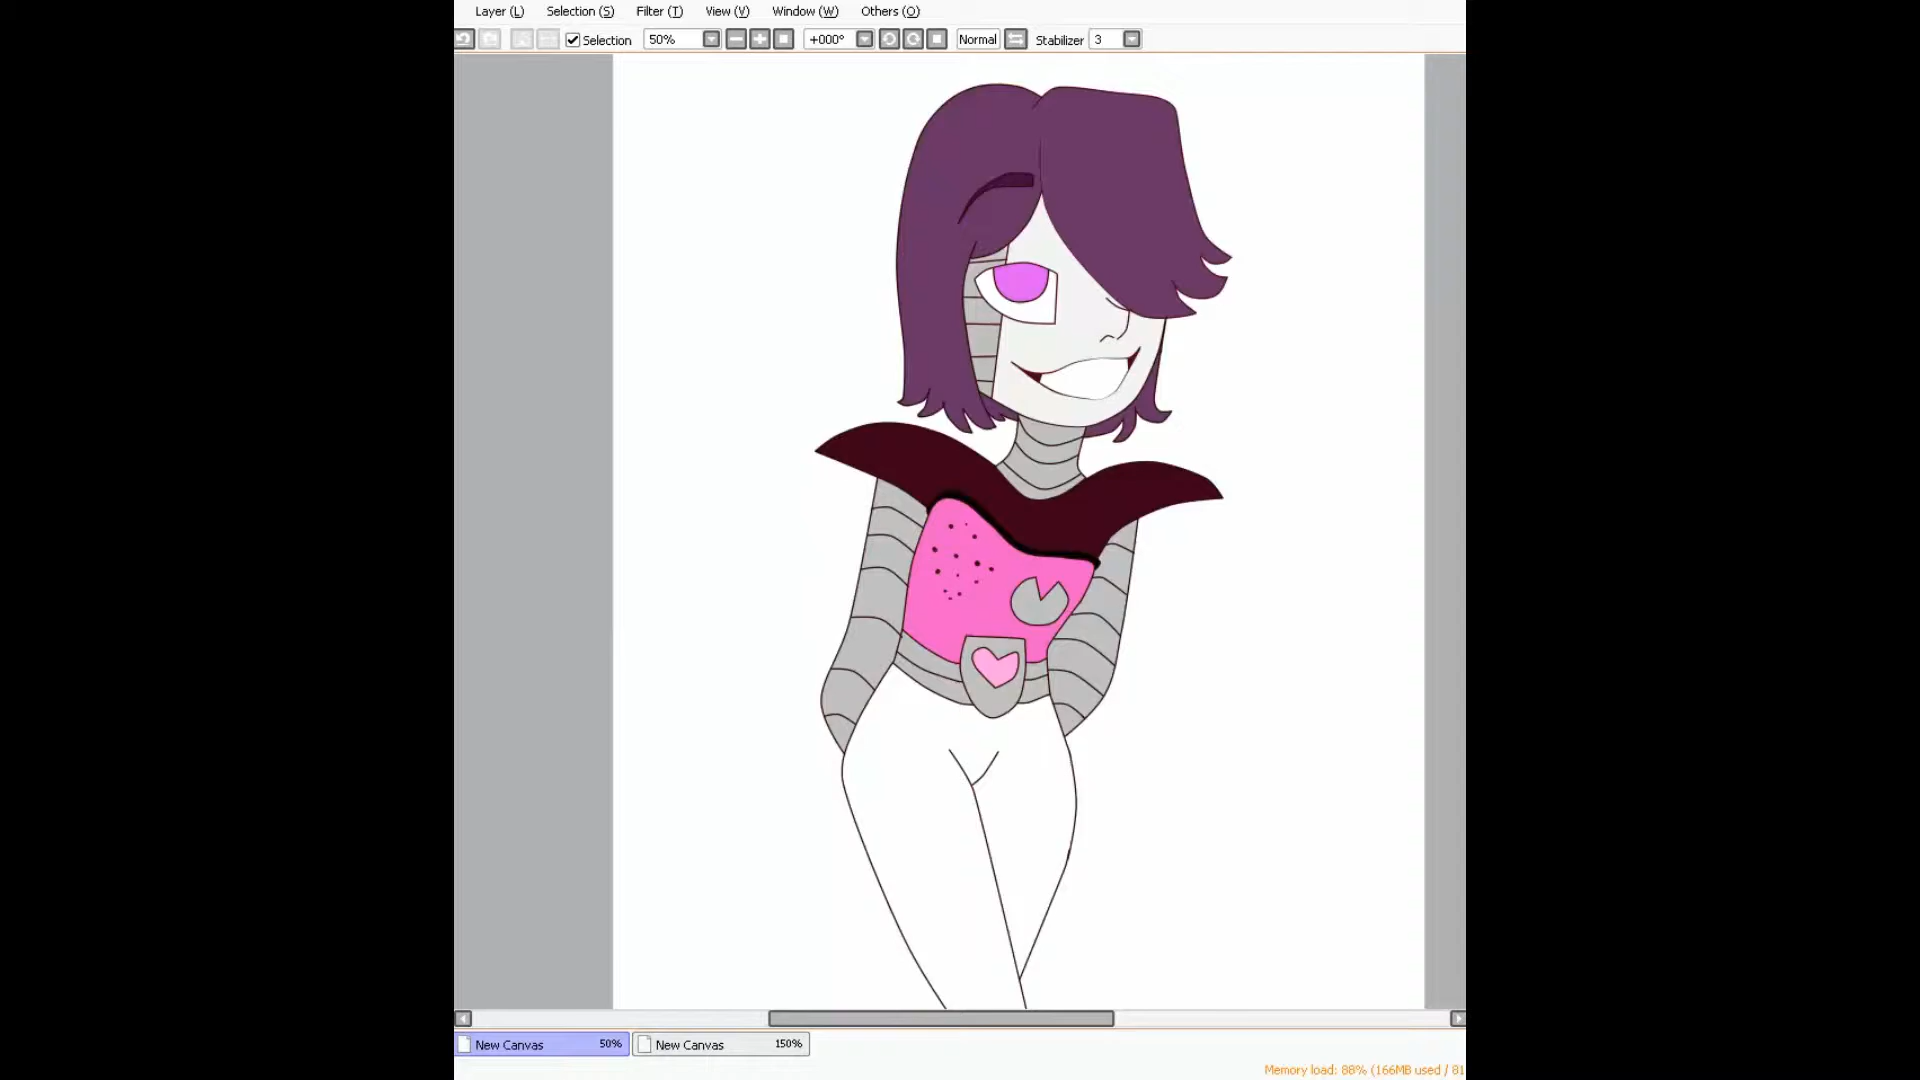 Layer (L) Selection (S) Filter (T) View (V) Window (W) Others (O)
Selection 50% +000° Normal Stabilizer 3
New Canvas 50% New Canvas 150%
Memory load: 88% (166MB used / 81